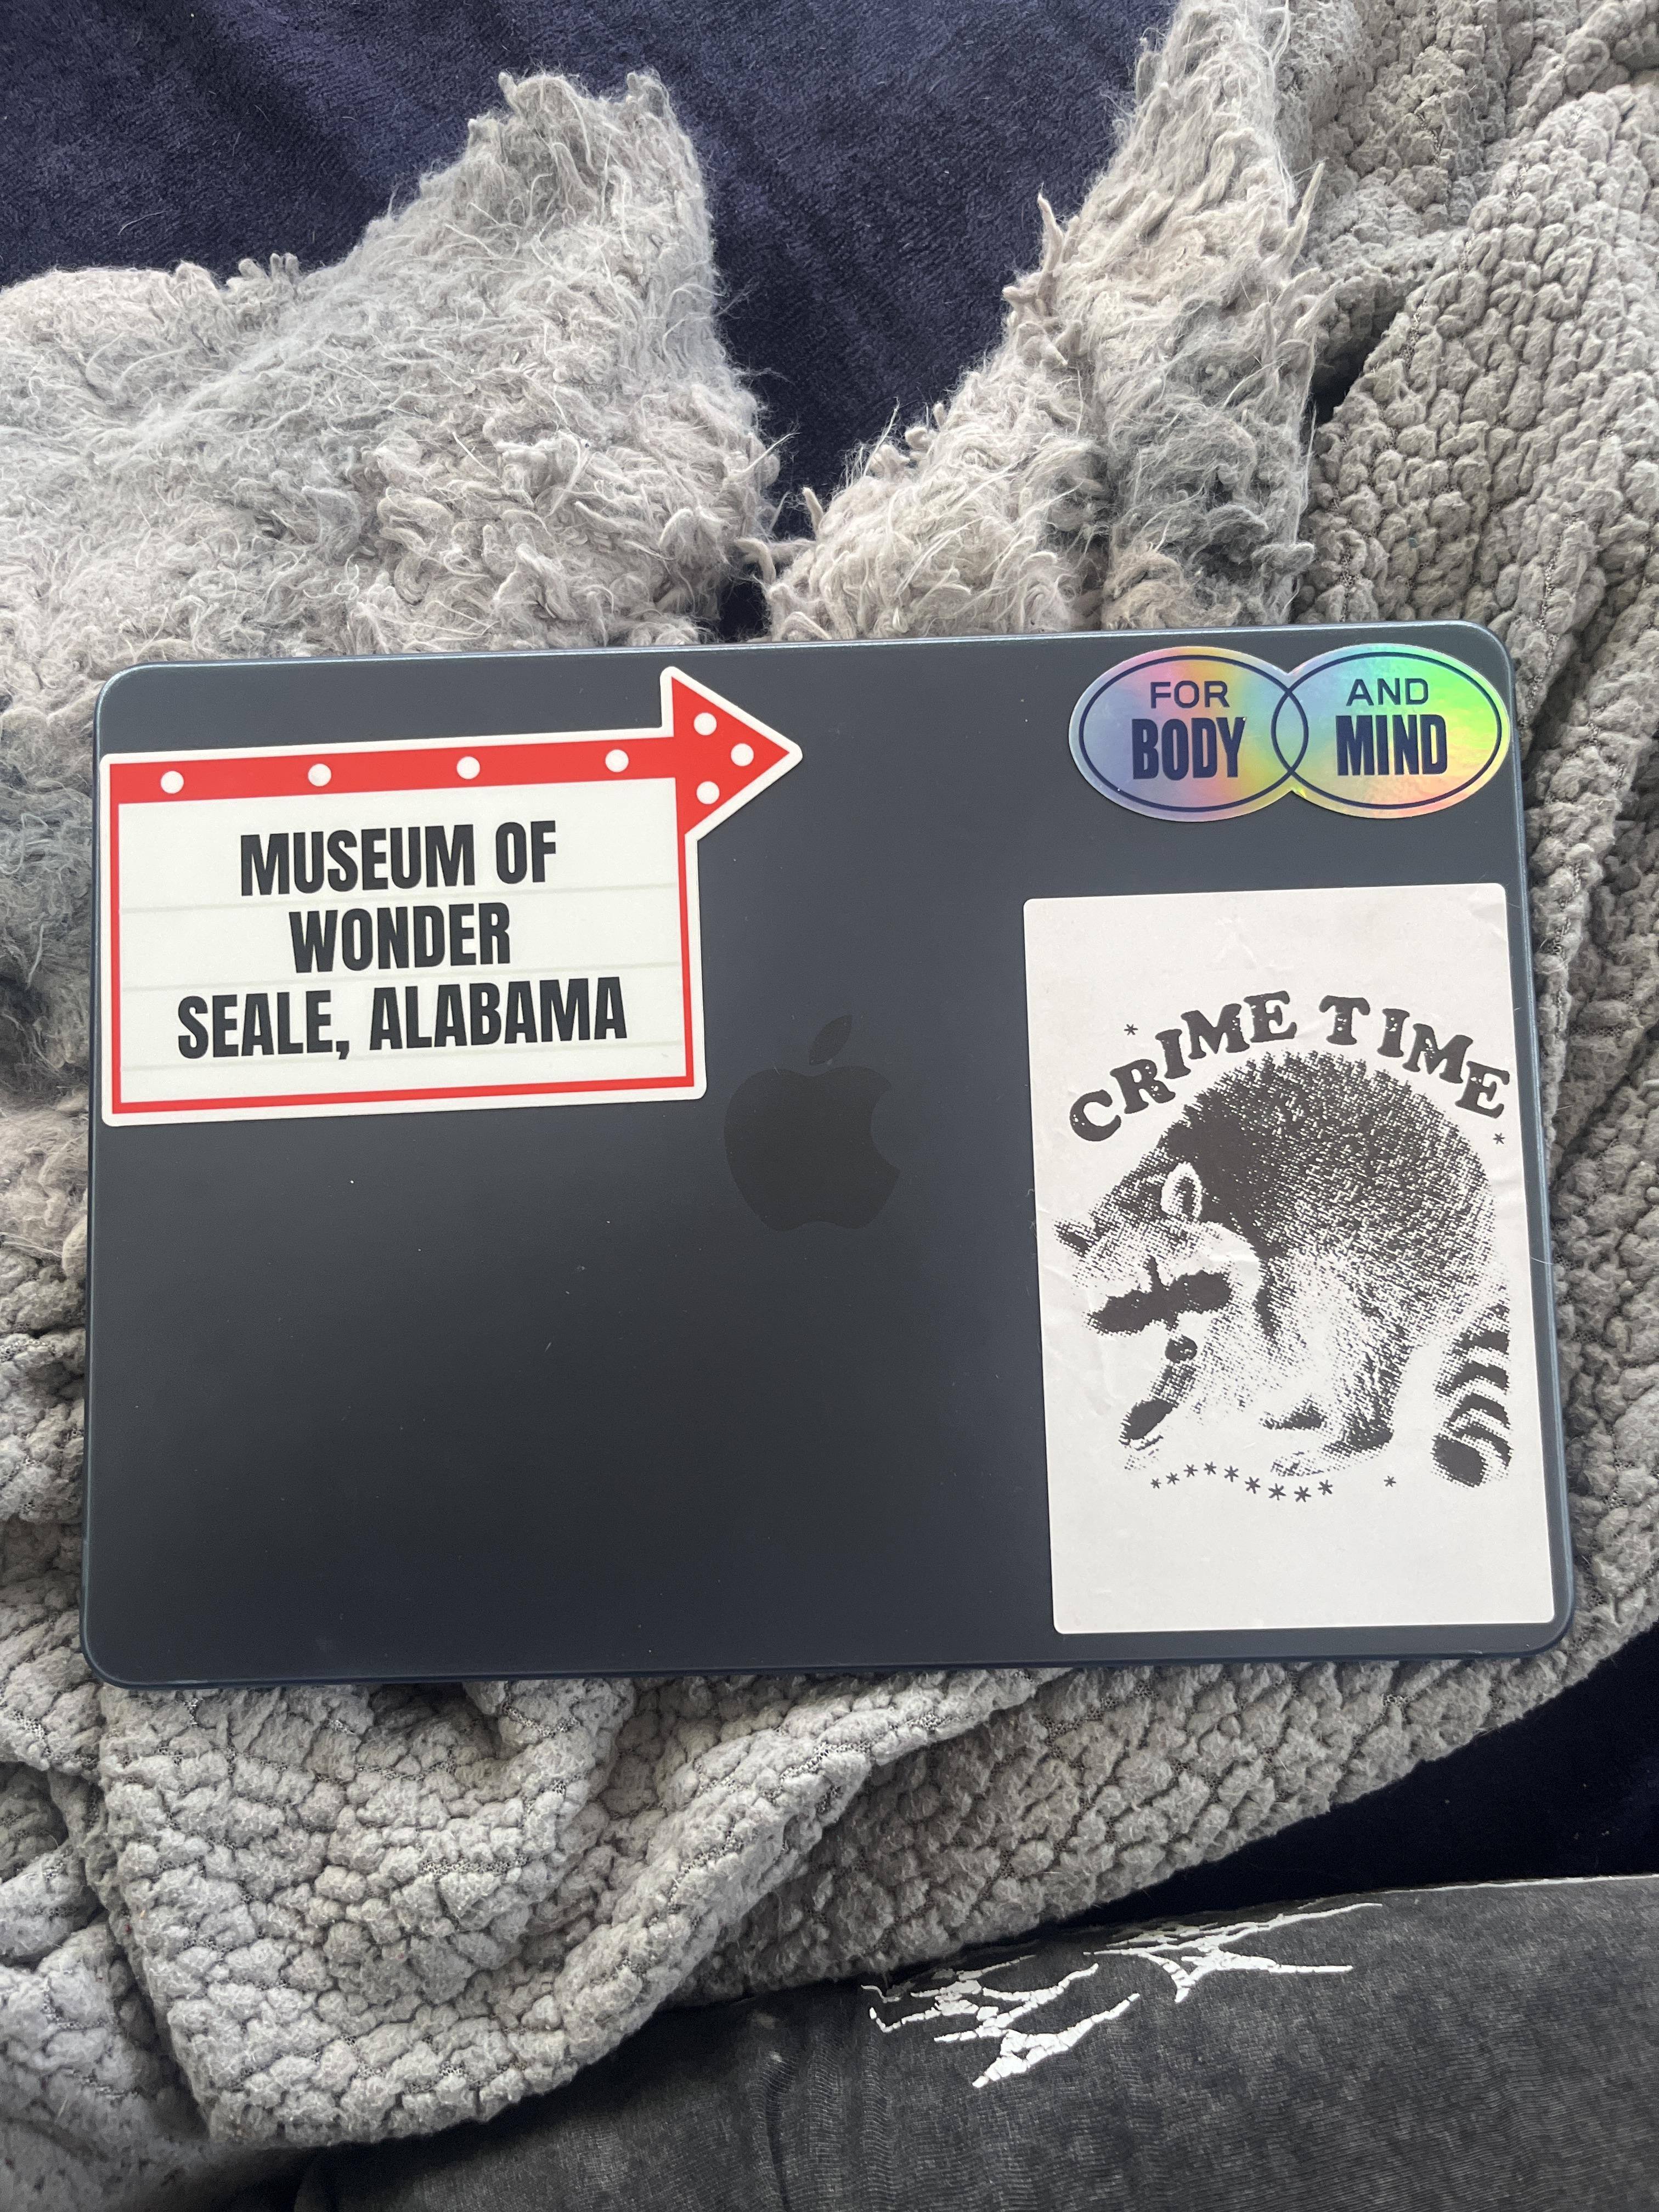 MUSEUM OF
WONDER
SEALE, ALABAMA
FOR
BODY
AND
MIND
CRIME TIME